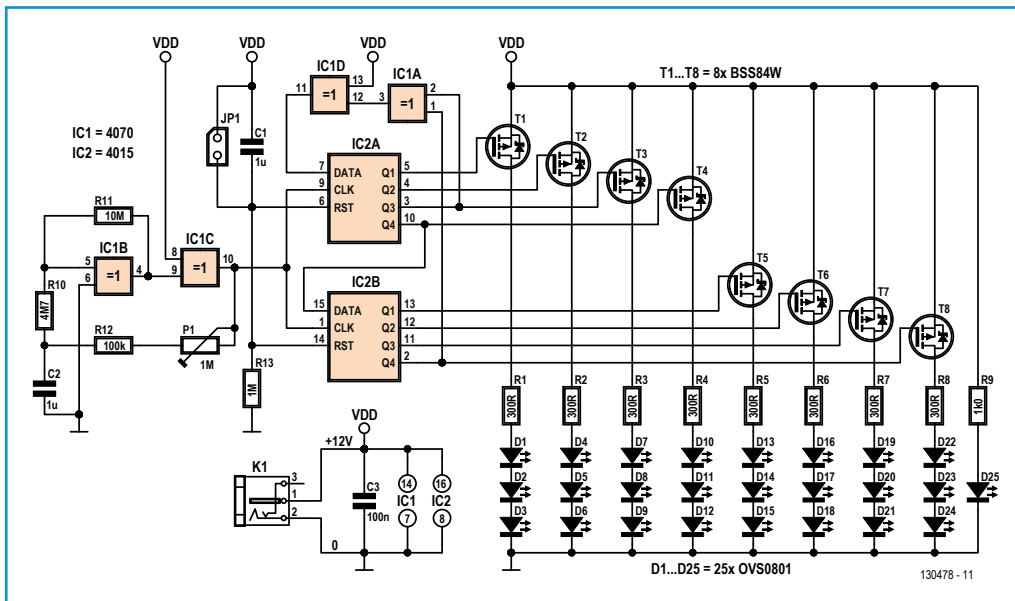 VDD
VDD
VDD
VDD
T1...T8 = 8x BSS84W
IC1D
IC1A
11
=1
13
12
3
=1
2
1
IC1 = 4070
IC2 = 4015
JP1
C1
1u
T1
T2
T3
T4
IC2A
7
DATA
9
CLK
6
RST
Q1
5
Q2
4
Q3
3
Q4
10
R11
10M
IC1B
5
6
=1
4
IC1C
8
9
=1
10
R10
4M7
R12
100k
P1
1M
C2
1u
R13
1M
IC2B
15
DATA
1
CLK
14
RST
Q1
13
Q2
12
Q3
11
Q4
2
T5
T6
T7
T8
R1
300R
R2
300R
R3
300R
R4
300R
R5
300R
R6
300R
R7
300R
R8
300R
R9
1k0
VDD
+12V
K1
3
1
2
C3
100n
14
IC1
7
16
IC2
8
0
D1
D4
D7
D10
D13
D16
D19
D22
D2
D5
D8
D11
D14
D17
D20
D23
D25
D3
D6
D9
D12
D15
D18
D21
D24
D1...D25 = 25x OVS0801
130478 - 11